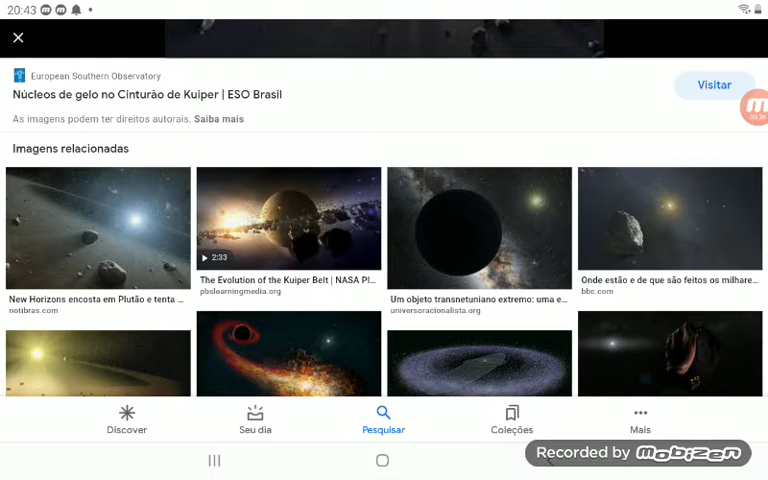 20:43
European Southern Observatory
Núcleos de gelo no Cinturão de Kuiper | ESO Brasil
Visitar
00:36
As imagens podem ter direitos autorais. Saiba mais
Imagens relacionadas
2:33
New Horizons encosta em Plutão e tenta ...
notibras.com
The Evolution of the Kuiper Belt | NASA Pl...
pbslearningmedia.org
Um objeto transnetuniano extremo: uma e...
universoracionalista.org
Onde estão e de que são feitos os milhare...
bbc.com
Discover
Seu dia
Pesquisar
Coleções
Mais
Recorded by mobizen